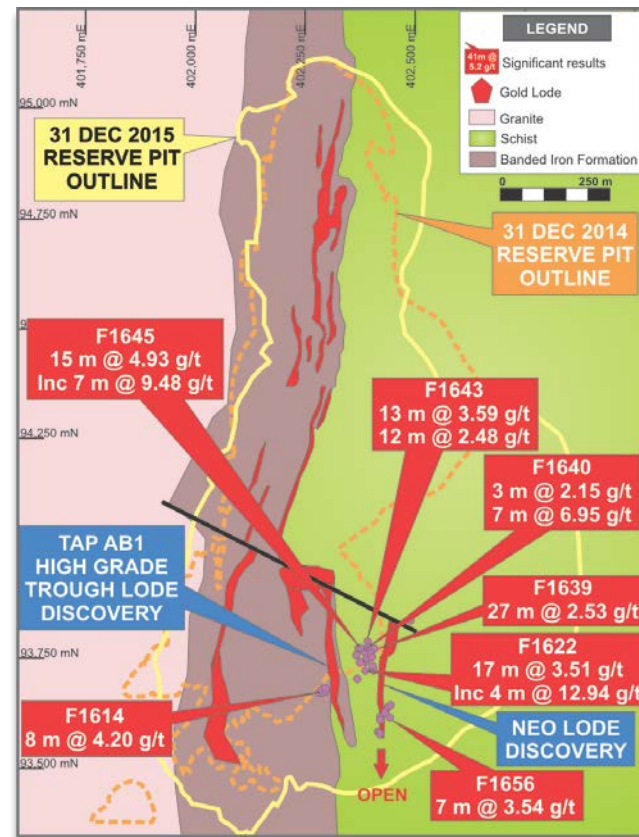 401,750 mE
402,000 mE
402,250 mE
402,500 mE
LEGEND
41m @
5.2 g/t
Significant results
Gold Lode
Granite
Schist
Banded Iron Formation
0
250 m
95,000 mN
31 DEC 2015
RESERVE PIT
OUTLINE
94,750 mN
31 DEC 2014
RESERVE PIT
OUTLINE
F1645
15 m @ 4.93 g/t
Inc 7 m @ 9.48 g/t
F1643
13 m @ 3.59 g/t
12 m @ 2.48 g/t
94,250 mN
F1640
3 m @ 2.15 g/t
7 m @ 6.95 g/t
TAP AB1
HIGH GRADE
TROUGH LODE
DISCOVERY
F1639
27 m @ 2.53 g/t
93,750 mN
F1622
17 m @ 3.51 g/t
Inc 4 m @ 12.94 g/t
F1614
8 m @ 4.20 g/t
NEO LODE
DISCOVERY
93,500 mN
OPEN
F1656
7 m @ 3.54 g/t